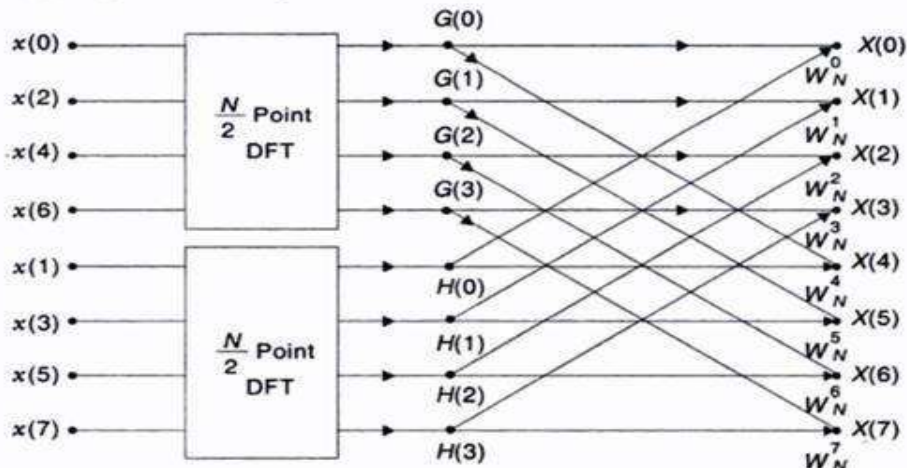 G(0)
x(0) X(0)
W_N^0
G(1)
x(2) X(1)
N/2 Point
DFT
W_N^1
G(2)
x(4) X(2)
W_N^2
G(3)
x(6) X(3)
W_N^3
x(1) X(4)
H(0)
W_N^4
x(3) X(5)
H(1)
N/2 Point
DFT
W_N^5
x(5) X(6)
H(2)
W_N^6
x(7) X(7)
H(3)
W_N^7